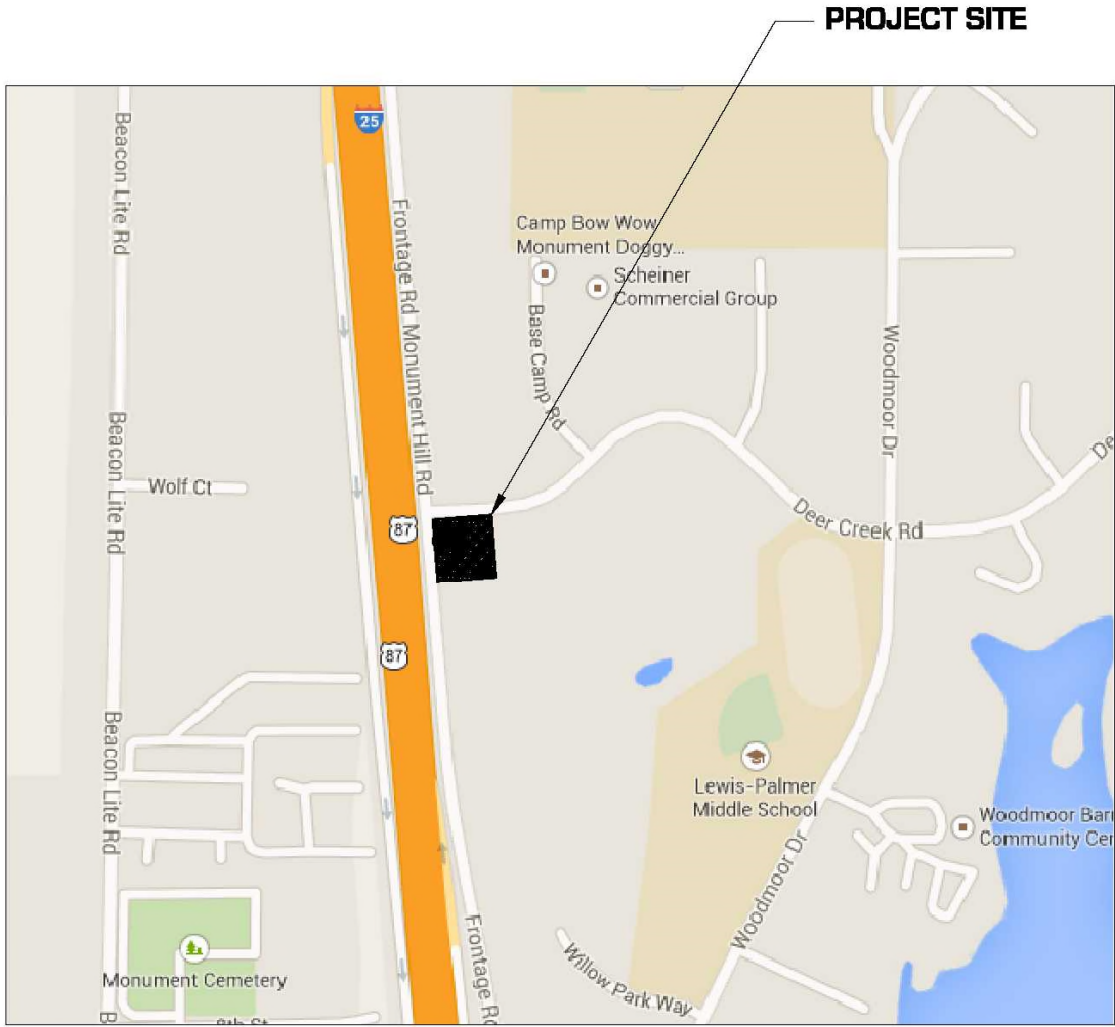 PROJECT SITE
25
Beacon Lite Rd
Frontage Rd
Monument Hill Rd
Camp Bow Wow
Monument Doggy...
Scheiner
Commercial Group
Base Camp Rd
Woodmoor Dr
Beacon Lite Rd
Wolf Ct
87
Deer Creek Rd
De
87
Beacon Lite Rd
Lewis-Palmer
Middle School
Woodmoor Barn
Community Cen
Woodmoor Dr
Frontage Rd
Willow Park Way
Monument Cemetery
8th St
B